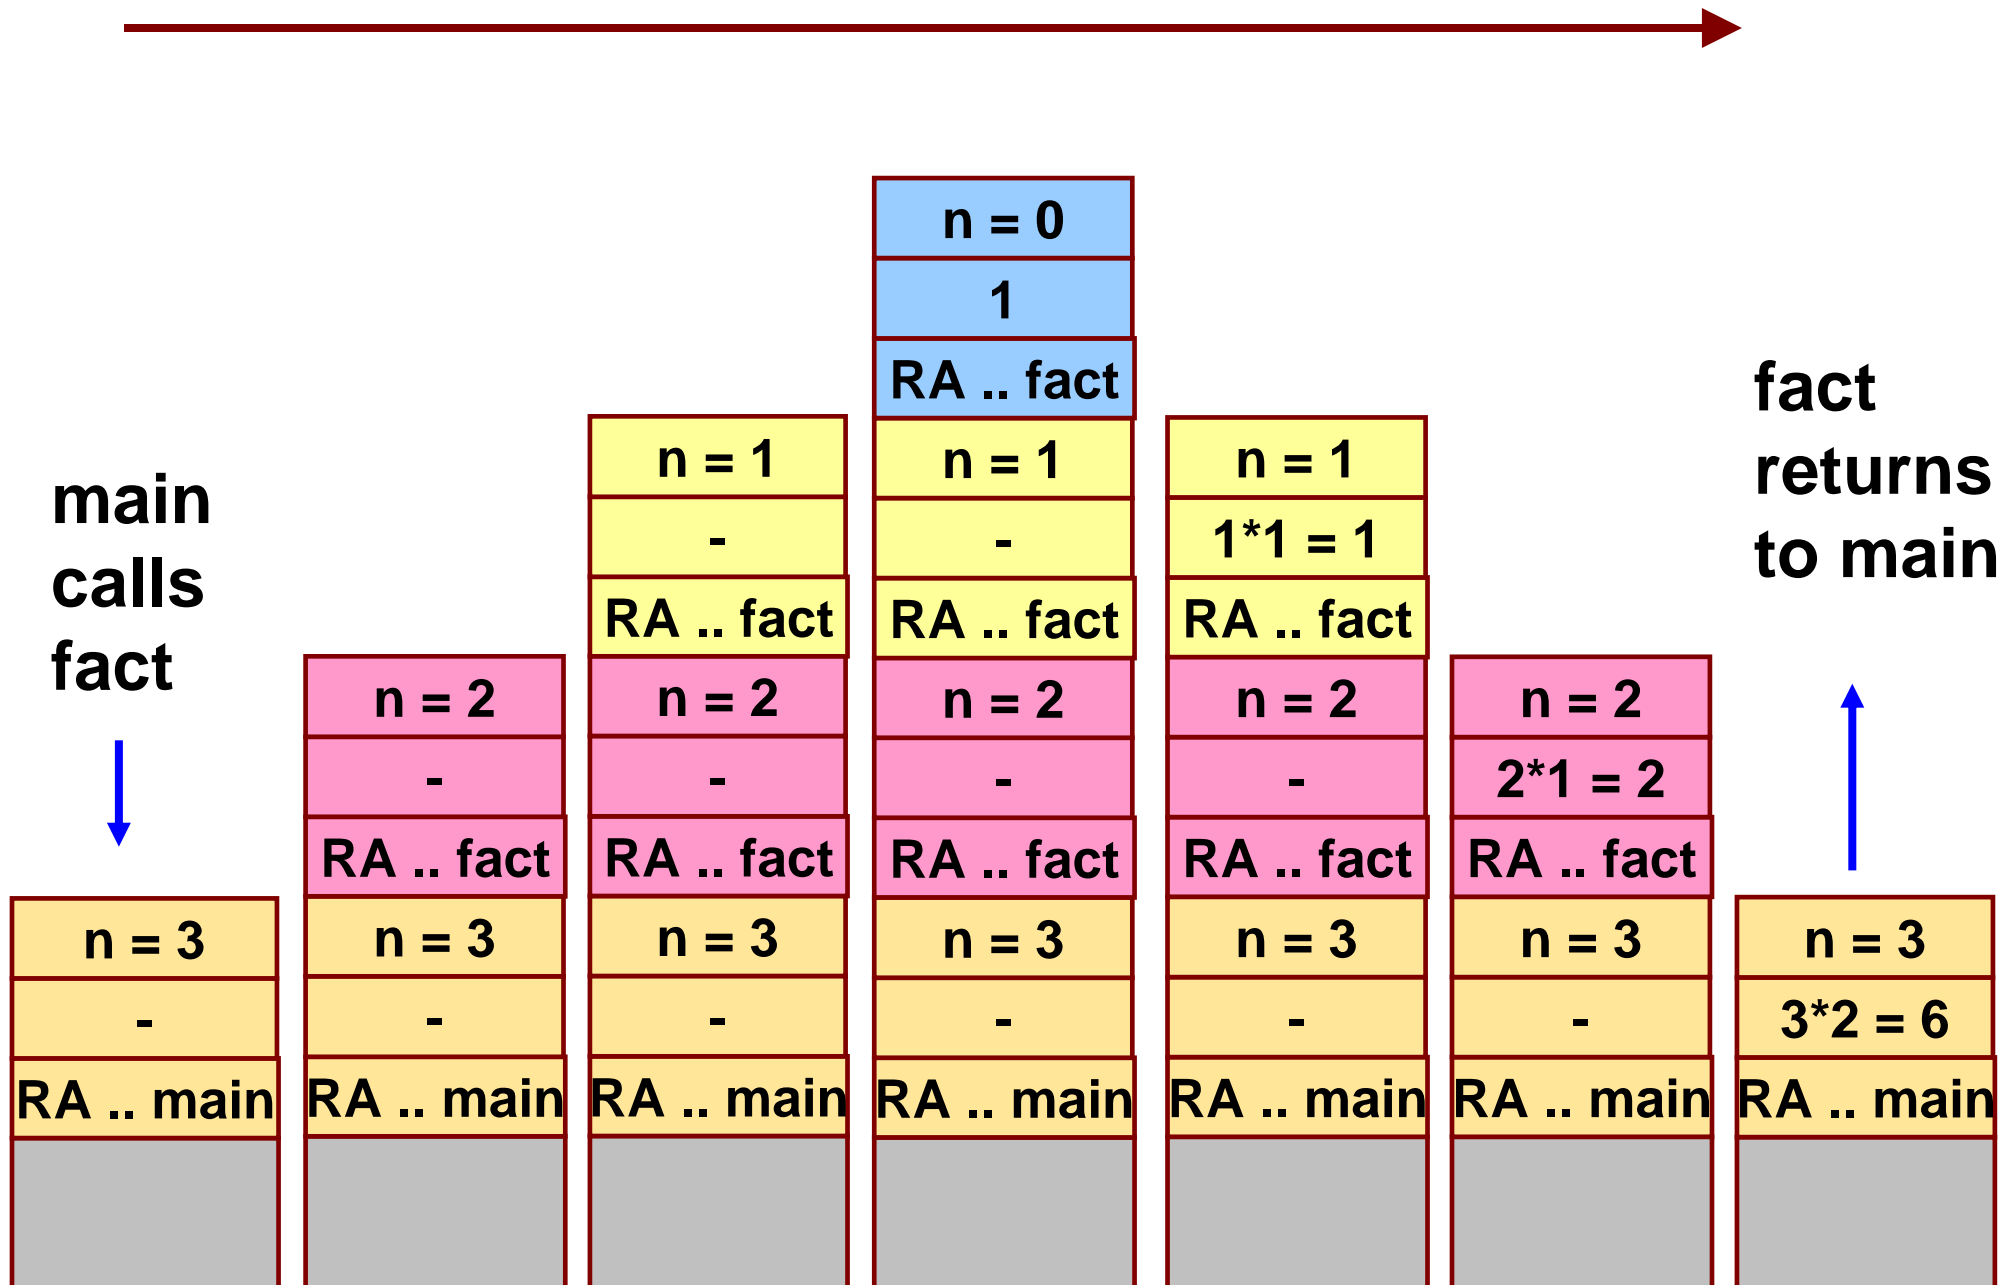 main
calls
fact
n = 3
-
RA .. main
n = 2
-
RA .. fact
n = 3
-
RA .. main
n = 1
-
RA .. fact
n = 2
-
RA .. fact
n = 3
-
RA .. main
n = 0
1
RA .. fact
n = 1
-
RA .. fact
n = 2
-
RA .. fact
n = 3
-
RA .. main
n = 1
1*1 = 1
RA .. fact
n = 2
-
RA .. fact
n = 3
-
RA .. main
n = 2
2*1 = 2
RA .. fact
n = 3
-
RA .. main
fact
returns
to main
n = 3
3*2 = 6
RA .. main